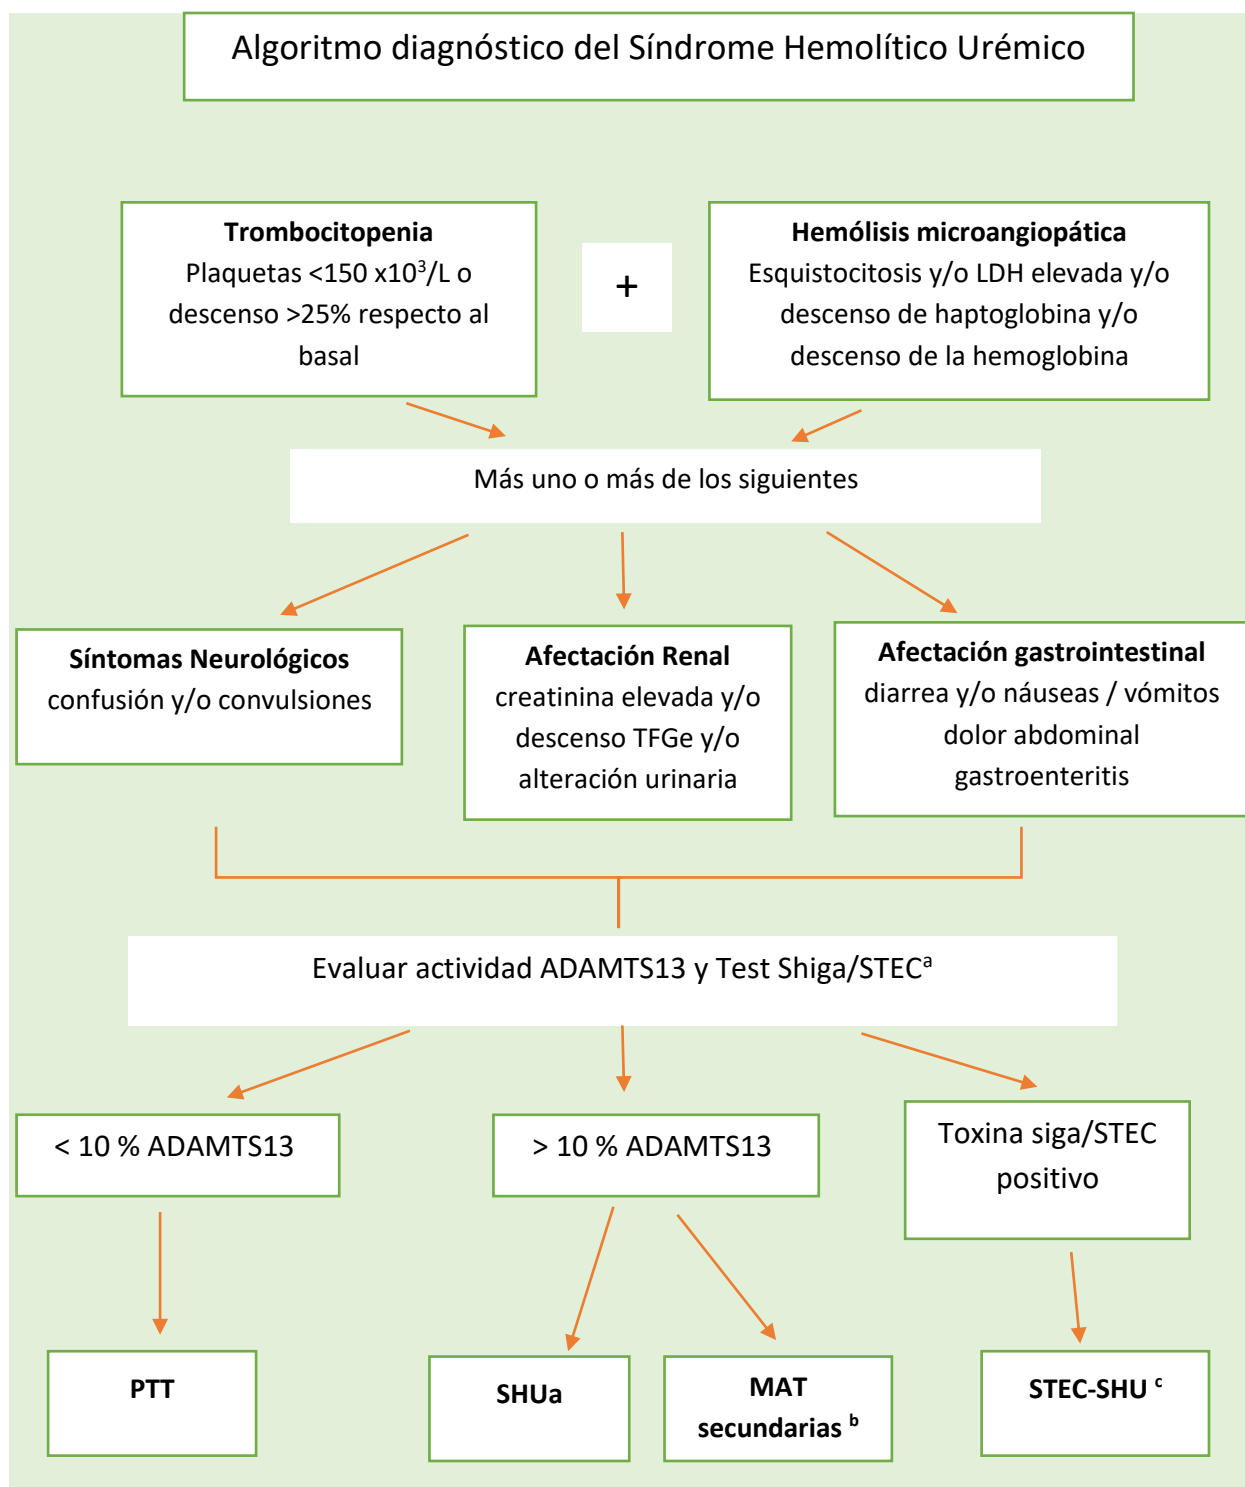 Algoritmo diagnóstico del Síndrome Hemolítico Urémico
Trombocitopenia
Plaquetas <150 x10³/L o
descenso >25% respecto al
basal
+
Hemólisis microangiopática
Esquistocitosis y/o LDH elevada y/o
descenso de haptoglobina y/o
descenso de la hemoglobina
Más uno o más de los siguientes
Síntomas Neurológicos
confusión y/o convulsiones
Afectación Renal
creatinina elevada y/o
descenso TFGe y/o
alteración urinaria
Afectación gastrointestinal
diarrea y/o náuseas / vómitos
dolor abdominal
gastroenteritis
Evaluar actividad ADAMTS13 y Test Shiga/STECᵃ
< 10 % ADAMTS13
> 10 % ADAMTS13
Toxina siga/STEC
positivo
PTT
SHUa
MAT
secundarias ᵇ
STEC-SHU ᶜ